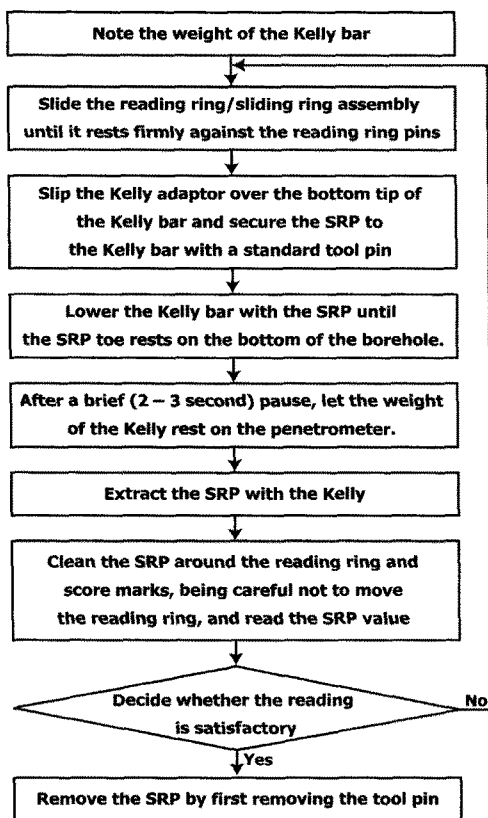 Note the weight of the Kelly bar
Slide the reading ring/sliding ring assembly
until it rests firmly against the reading ring pins
Slip the Kelly adaptor over the bottom tip of
the Kelly bar and secure the SRP to
the Kelly bar with a standard tool pin
Lower the Kelly bar with the SRP until
the SRP toe rests on the bottom of the borehole.
After a brief (2 – 3 second) pause, let the weight
of the Kelly rest on the penetrometer.
Extract the SRP with the Kelly
Clean the SRP around the reading ring and
score marks, being careful not to move
the reading ring, and read the SRP value
Decide whether the reading
is satisfactory
No
Yes
Remove the SRP by first removing the tool pin